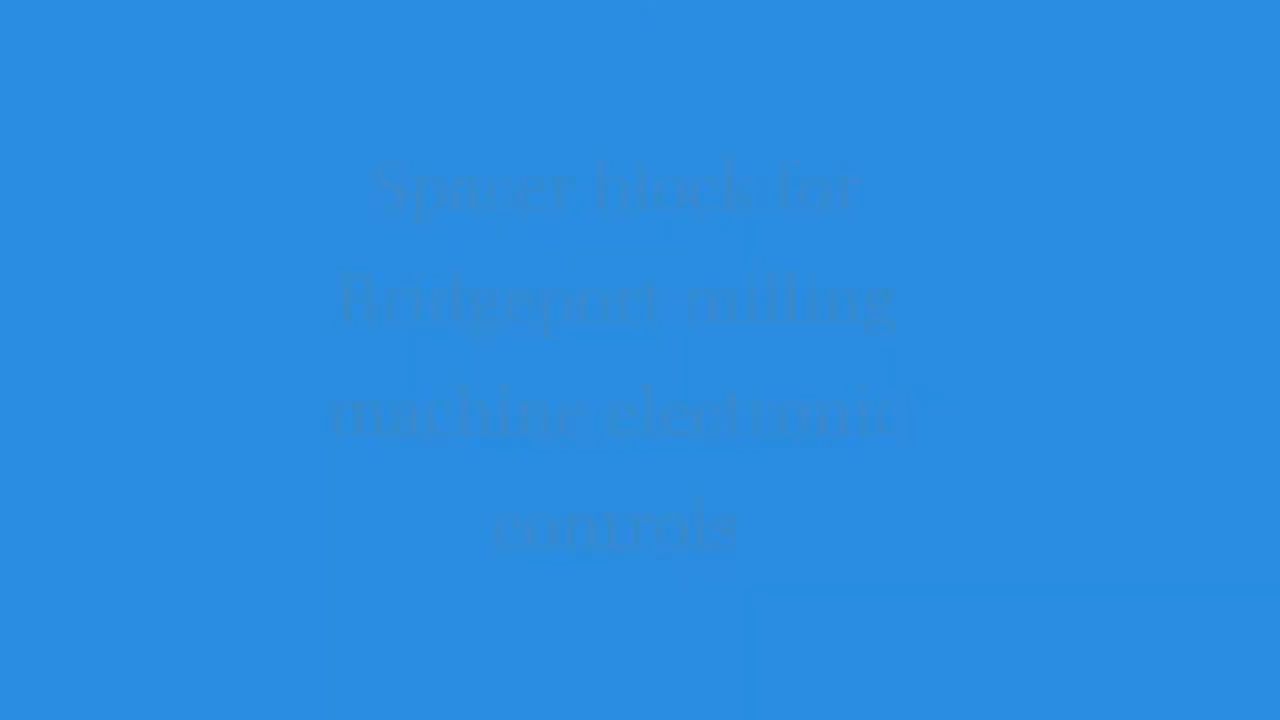 Spacer block for
Bridgeport milling
machine electronic
controls